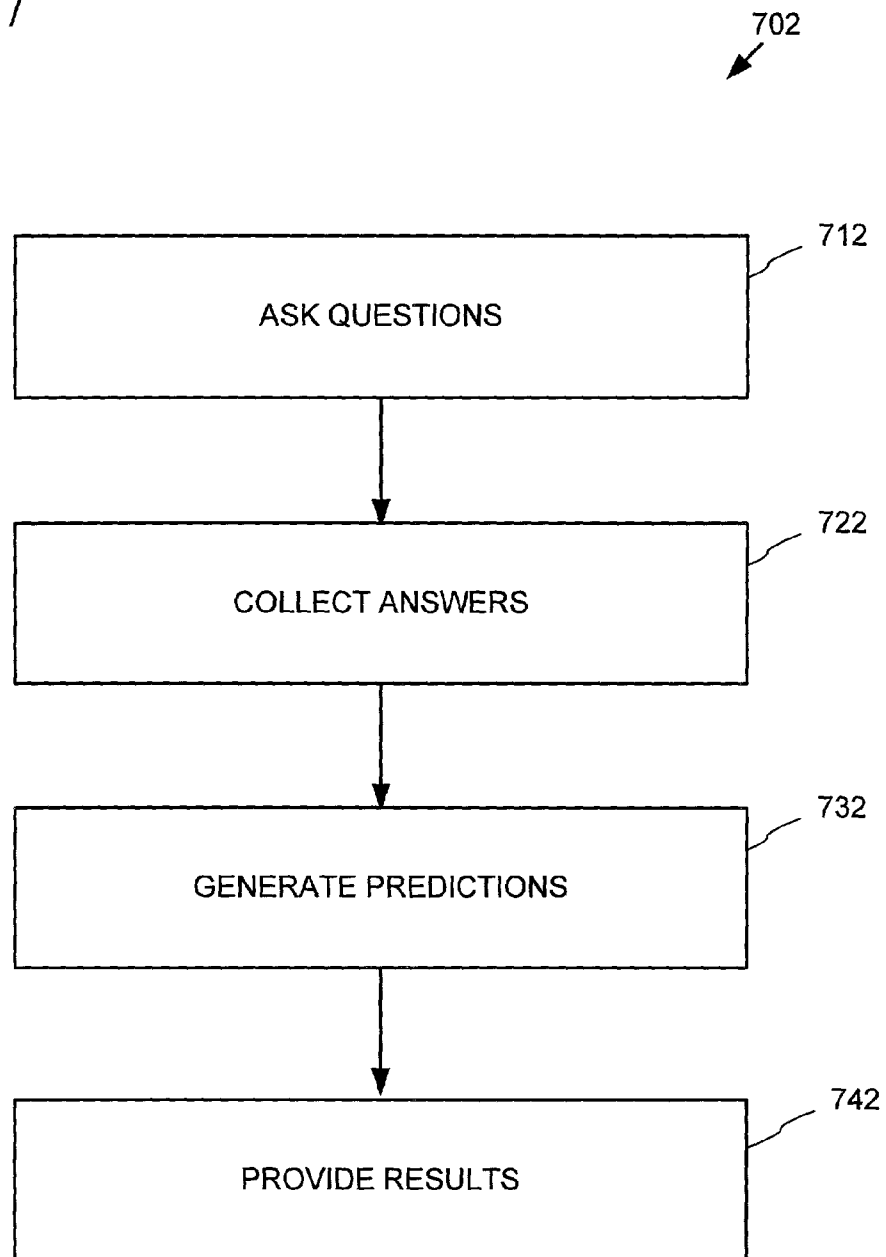 702
712
ASK QUESTIONS
722
COLLECT ANSWERS
732
GENERATE PREDICTIONS
742
PROVIDE RESULTS